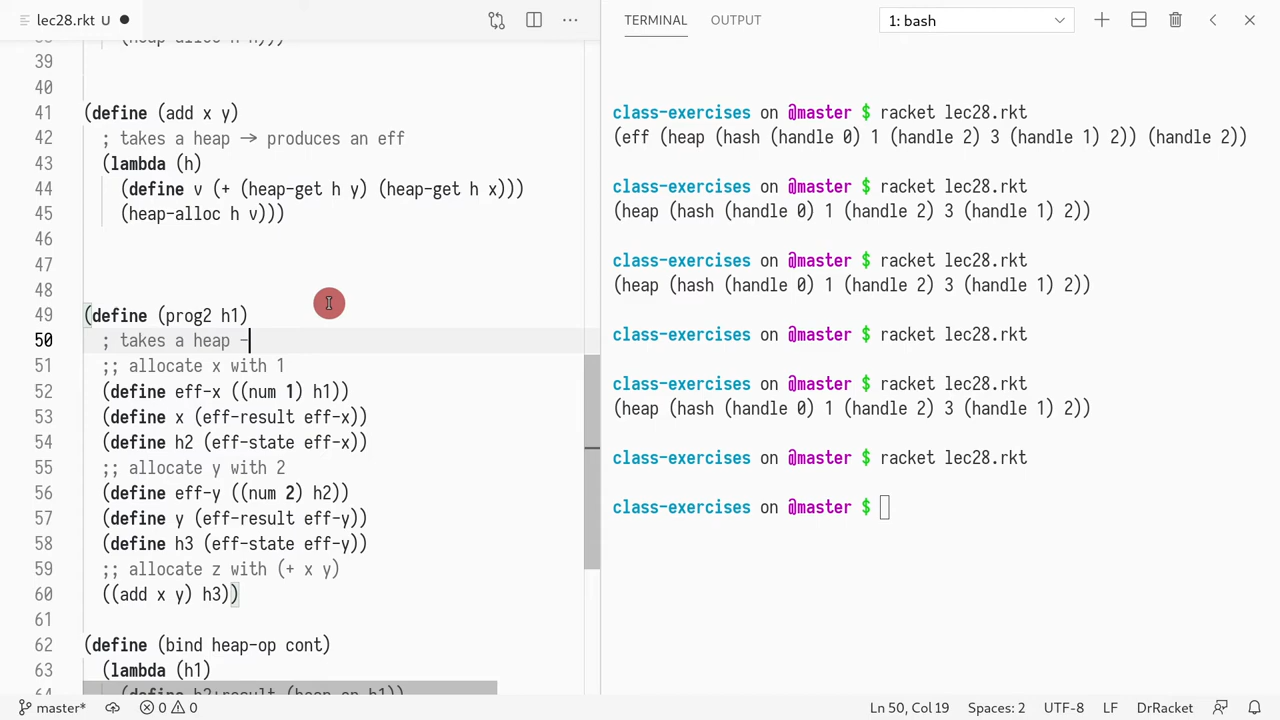 lec28.rkt U ●
TERMINAL OUTPUT 1: bash
38 (heap-alloc h n)))
39
40
41 (define (add x y)
42 ; takes a heap → produces an eff
43 (lambda (h)
44 (define v (+ (heap-get h y) (heap-get h x)))
45 (heap-alloc h v)))
46
47
48
49 (define (prog2 h1)
50 ; takes a heap -
51 ;; allocate x with 1
52 (define eff-x ((num 1) h1))
53 (define x (eff-result eff-x))
54 (define h2 (eff-state eff-x))
55 ;; allocate y with 2
56 (define eff-y ((num 2) h2))
57 (define y (eff-result eff-y))
58 (define h3 (eff-state eff-y))
59 ;; allocate z with (+ x y)
60 ((add x y) h3))
61
62 (define (bind heap-op cont)
63 (lambda (h1)
64 (define h2+result (heap-op h1))
class-exercises on @master $ racket lec28.rkt
(eff (heap (hash (handle 0) 1 (handle 2) 3 (handle 1) 2)) (handle 2))
class-exercises on @master $ racket lec28.rkt
(heap (hash (handle 0) 1 (handle 2) 3 (handle 1) 2))
class-exercises on @master $ racket lec28.rkt
(heap (hash (handle 0) 1 (handle 2) 3 (handle 1) 2))
class-exercises on @master $ racket lec28.rkt
class-exercises on @master $ racket lec28.rkt
(heap (hash (handle 0) 1 (handle 2) 3 (handle 1) 2))
class-exercises on @master $ racket lec28.rkt
class-exercises on @master $
master* 0 0 Ln 50, Col 19 Spaces: 2 UTF-8 LF DrRacket